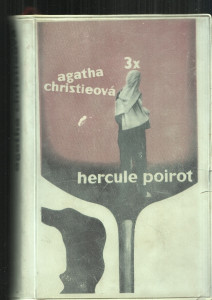 3x
agatha
christieová
hercule poirot